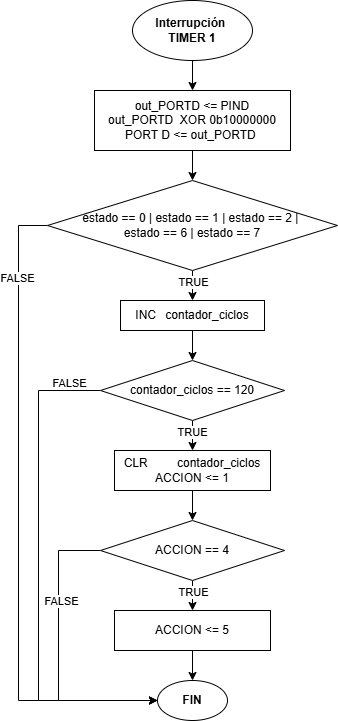 Interrupción
TIMER 1
out_PORTD <= PIND
out_PORTD XOR 0b10000000
PORT D <= out_PORTD
estado == 0 | estado == 1 | estado == 2 |
estado == 6 | estado == 7
FALSE
TRUE
INC contador_ciclos
contador_ciclos == 120
FALSE
TRUE
CLR contador_ciclos
ACCION <= 1
ACCION == 4
FALSE
TRUE
ACCION <= 5
FIN